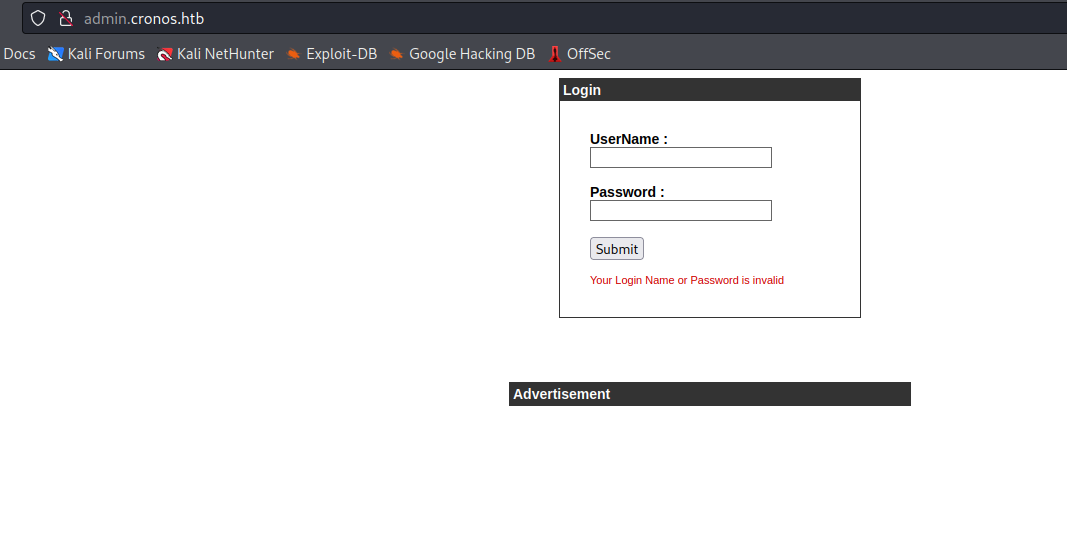 admin.cronos.htb
Docs Kali Forums Kali NetHunter Exploit-DB Google Hacking DB OffSec
Login
UserName :
Password :
Submit
Your Login Name or Password is invalid
Advertisement